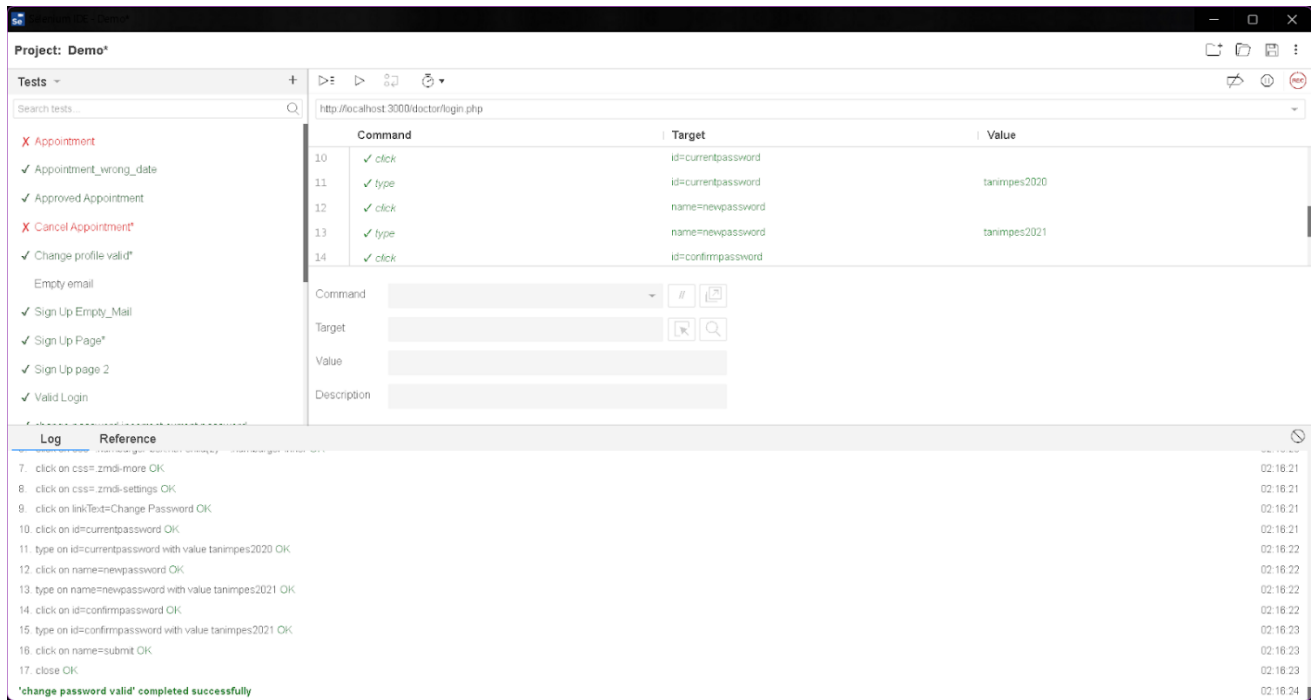 Se Selenium IDE - Demo*
Project: Demo*
Tests
Search tests...
X Appointment
✓ Appointment_wrong_date
✓ Approved Appointment
X Cancel Appointment*
✓ Change profile valid*
Empty email
✓ Sign Up Empty_Mail
✓ Sign Up Page*
✓ Sign Up page 2
✓ Valid Login
REC
http://localhost:3000/doctor/login.php
Command Target Value
10 ✓ click id=currentpassword
11 ✓ type id=currentpassword tanimpes2020
12 ✓ click name=newpassword
13 ✓ type name=newpassword tanimpes2021
14 ✓ click id=confirmpassword
Command //
Target
Value
Description
Log Reference
7. click on css=.zmdi-more OK 02:16:21
8. click on css=.zmdi-settings OK 02:16:21
9. click on linkText=Change Password OK 02:16:21
10. click on id=currentpassword OK 02:16:21
11. type on id=currentpassword with value tanimpes2020 OK 02:16:22
12. click on name=newpassword OK 02:16:22
13. type on name=newpassword with value tanimpes2021 OK 02:16:22
14. click on id=confirmpassword OK 02:16:22
15. type on id=confirmpassword with value tanimpes2021 OK 02:16:23
16. click on name=submit OK 02:16:23
17. close OK 02:16:23
'change password valid' completed successfully 02:16:24